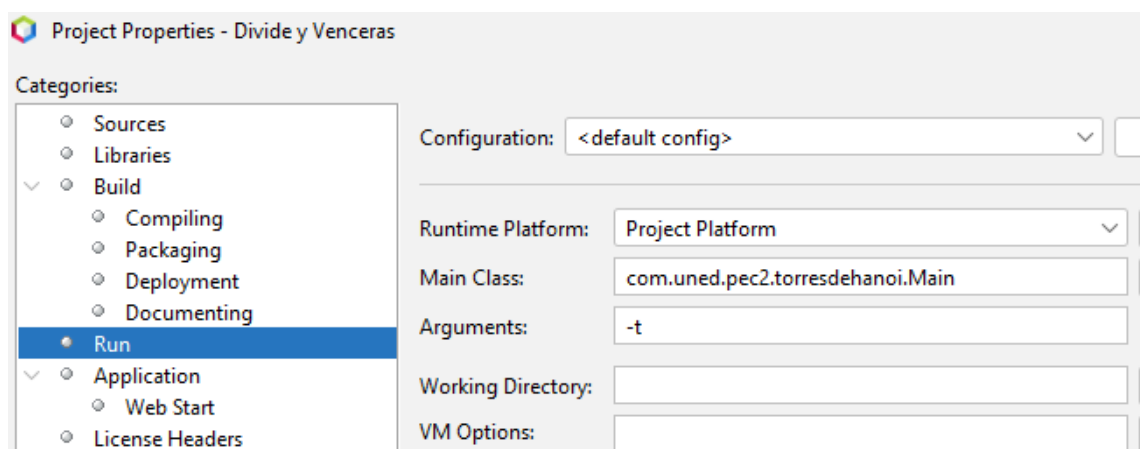 Project Properties - Divide y Venceras
Categories:
Sources
Libraries
Build
Compiling
Packaging
Deployment
Documenting
Run
Application
Web Start
License Headers
Configuration: <default config>
Runtime Platform: Project Platform
Main Class: com.uned.pec2.torresdehanoi.Main
Arguments: -t
Working Directory:
VM Options: